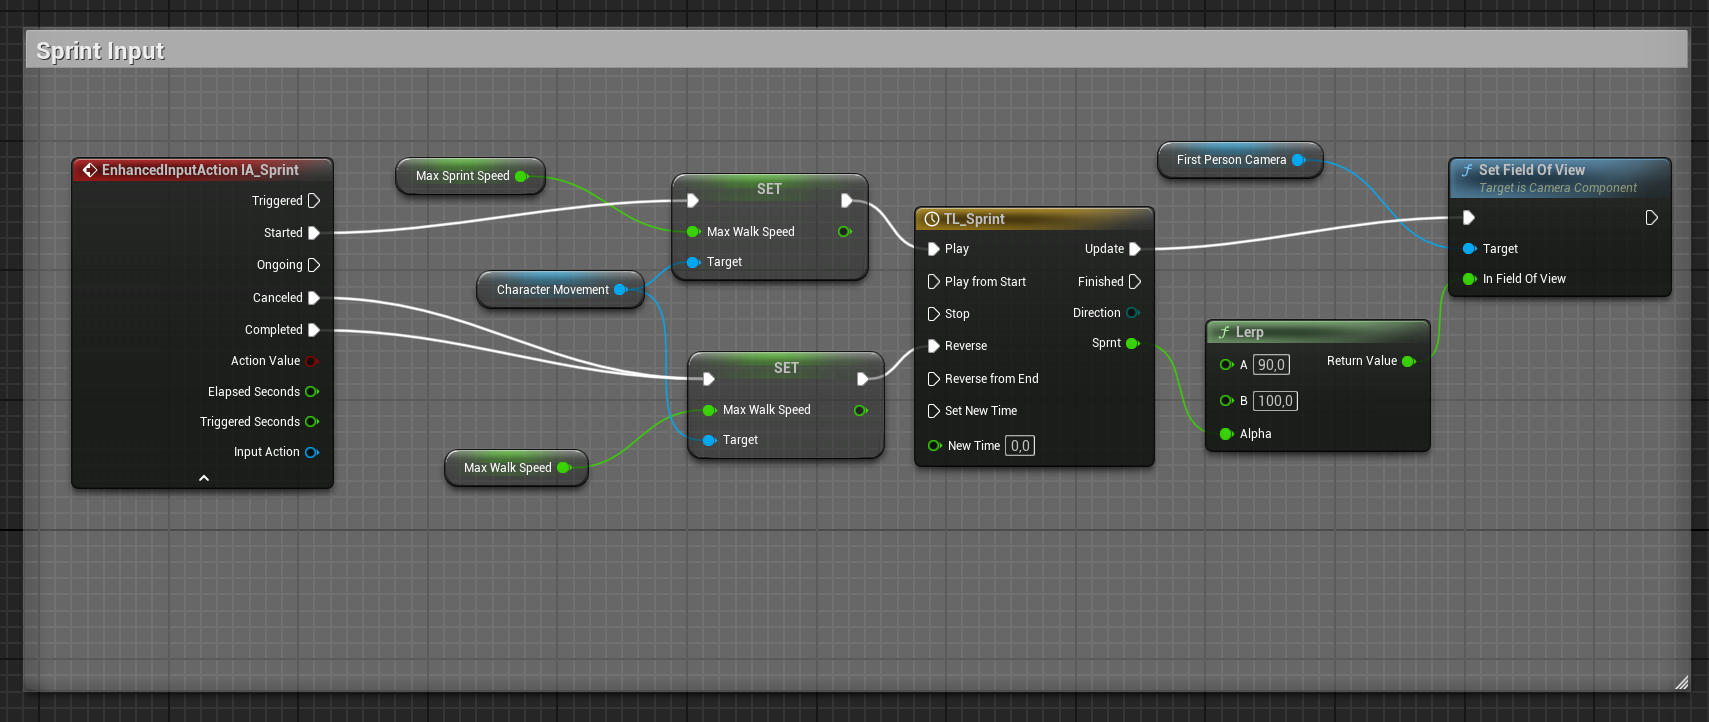 Sprint Input
EnhancedInputAction IA_Sprint
Triggered
Started
Ongoing
Canceled
Completed
Action Value
Elapsed Seconds
Triggered Seconds
Input Action
Max Sprint Speed
Character Movement
Max Walk Speed
SET
Max Walk Speed
Target
SET
Max Walk Speed
Target
TL_Sprint
Play
Update
Play from Start
Finished
Stop
Direction
Reverse
Sprnt
Reverse from End
Set New Time
New Time 0,0
First Person Camera
Lerp
A 90,0
Return Value
B 100,0
Alpha
f Set Field Of View
Target is Camera Component
Target
In Field Of View